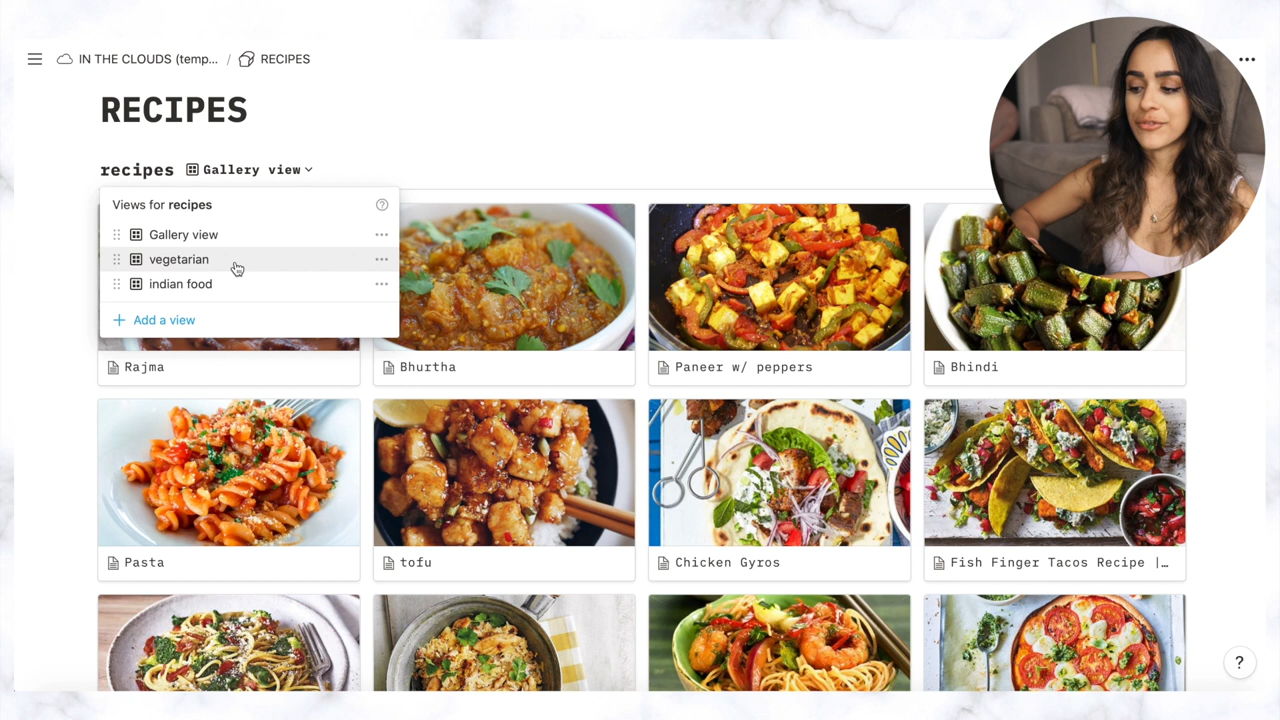 IN THE CLOUDS (temp... / RECIPES
RECIPES
recipes Gallery view
Views for recipes
Gallery view
vegetarian
indian food
+ Add a view
Rajma
Bhurtha
Paneer w/ peppers
Bhindi
Pasta
tofu
Chicken Gyros
Fish Finger Tacos Recipe |…
?